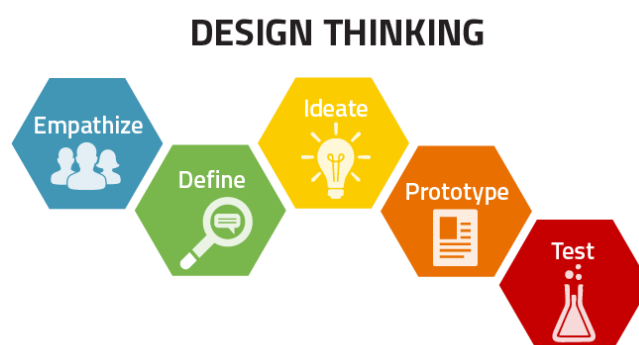 DESIGN THINKING
Empathize
Define
Ideate
Prototype
Test